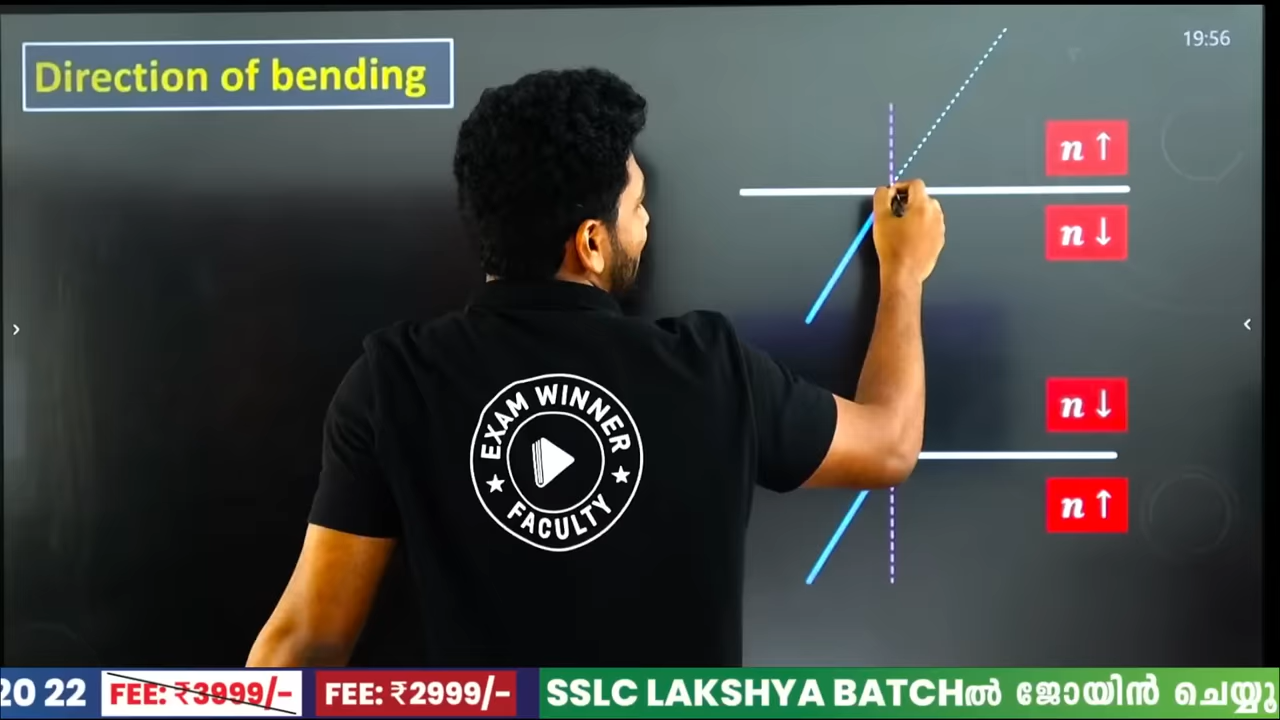 Direction of bending
19:56
n ↑
n ↓
n ↓
n ↑
EXAM WINNER
FACULTY
20 22 FEE: ₹3999/- FEE: ₹2999/- SSLC LAKSHYA BATCHൽ ജോയിൻ ചെയ്യൂ